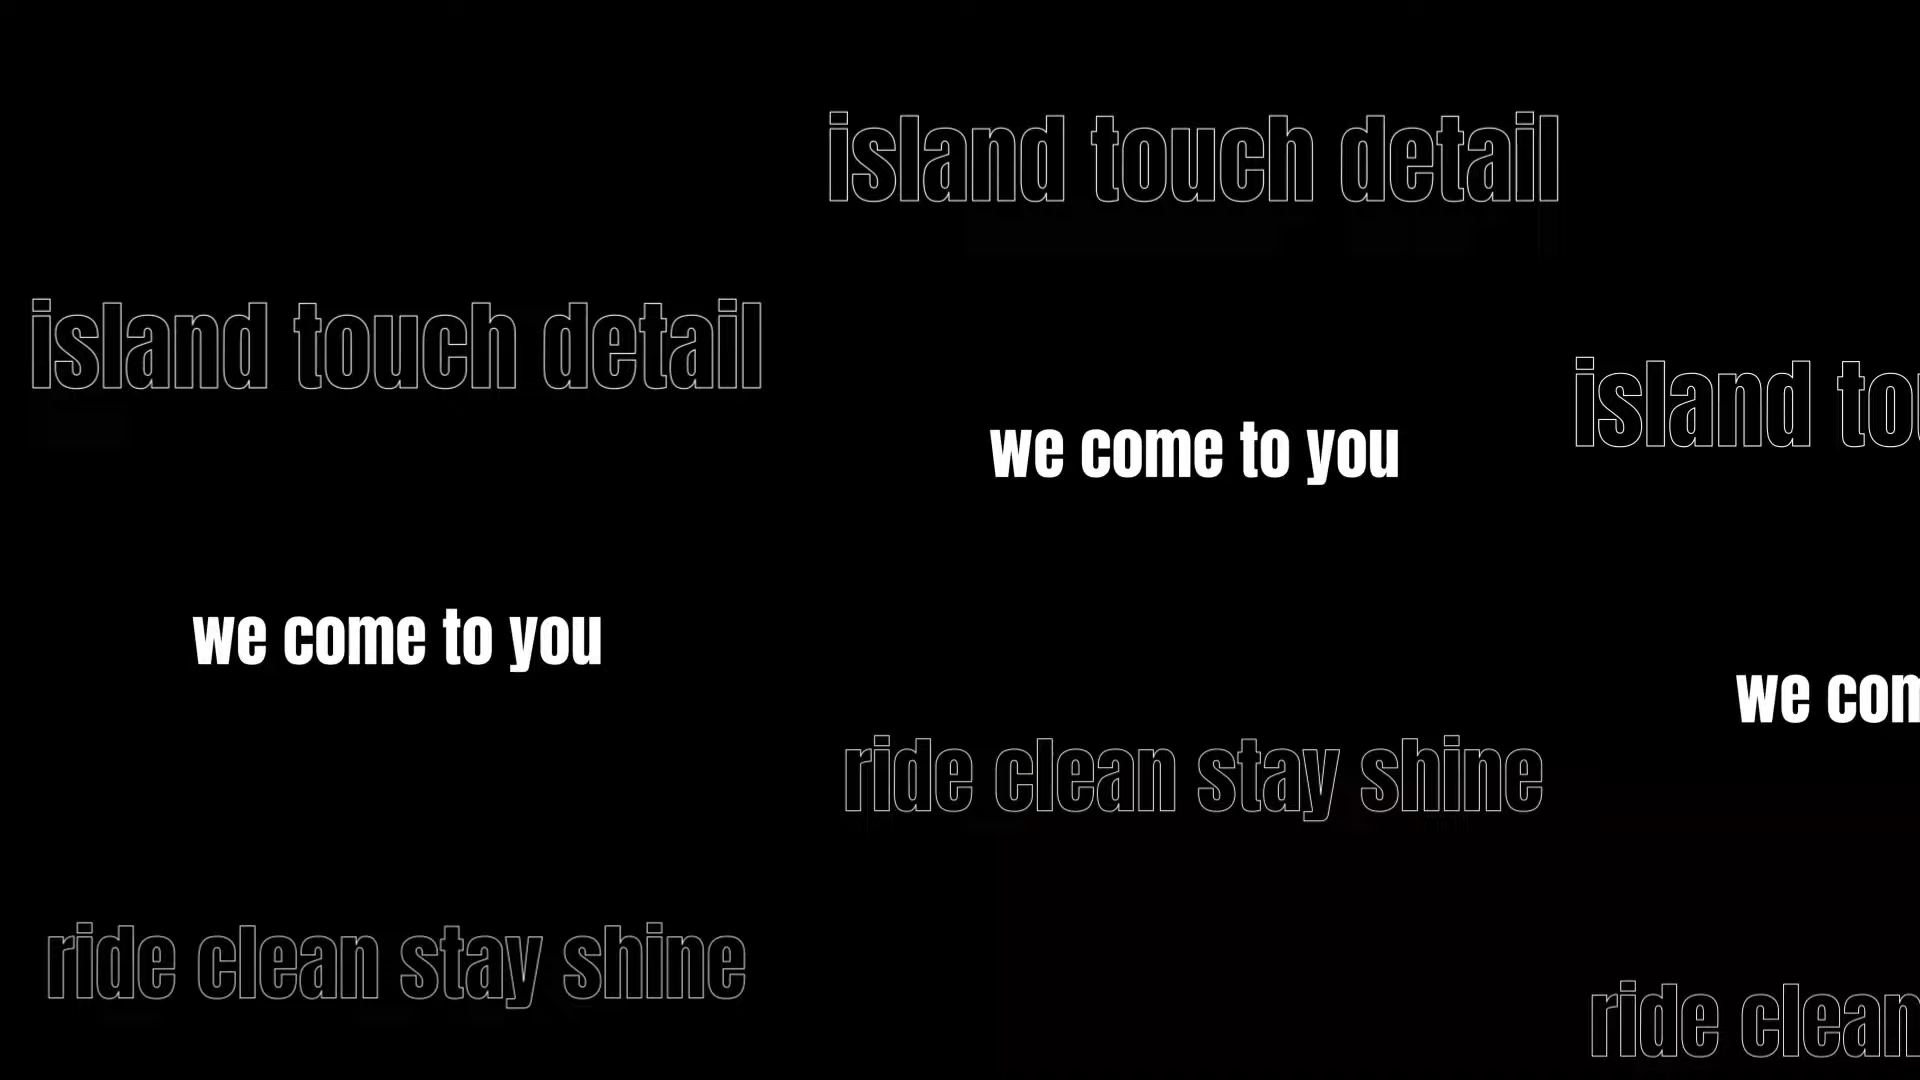 island touch detail
we come to you
ride clean stay shine
island touch detail
we come to you
ride clean stay shine
island to
we com
ride clean